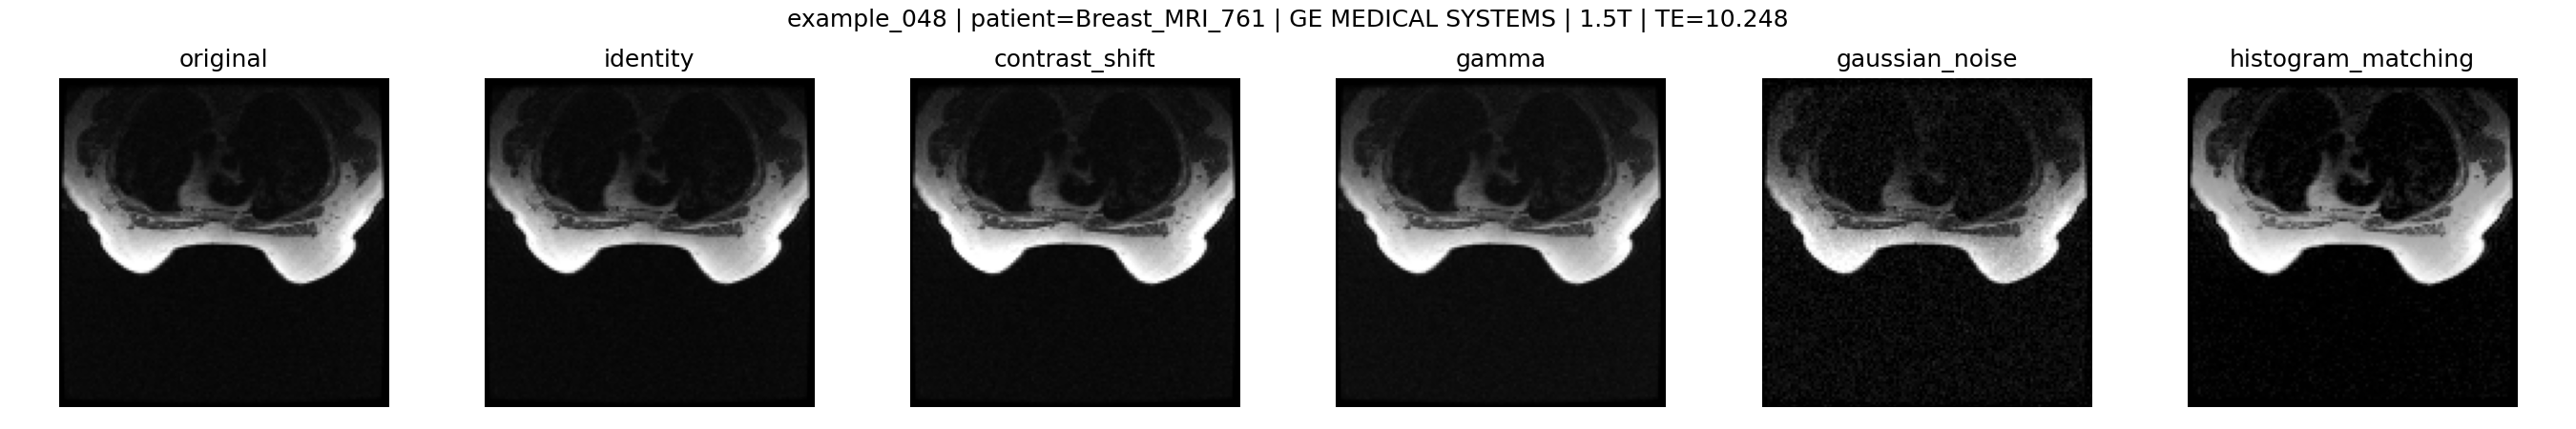 example_048 | patient=Breast_MRI_761 | GE MEDICAL SYSTEMS | 1.5T | TE=10.248
original
identity
contrast_shift
gamma
gaussian_noise
histogram_matching